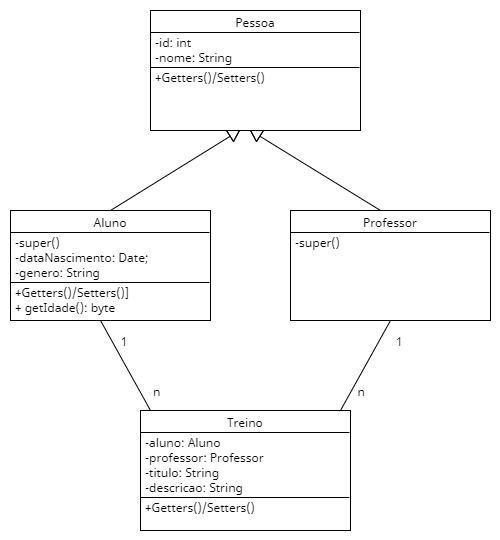 Pessoa
-id: int
-nome: String
+Getters()/Setters()
Aluno
-super()
-dataNascimento: Date;
-genero: String
+Getters()/Setters()]
+ getIdade(): byte
Professor
-super()
1
1
n
n
Treino
-aluno: Aluno
-professor: Professor
-titulo: String
-descricao: String
+Getters()/Setters()